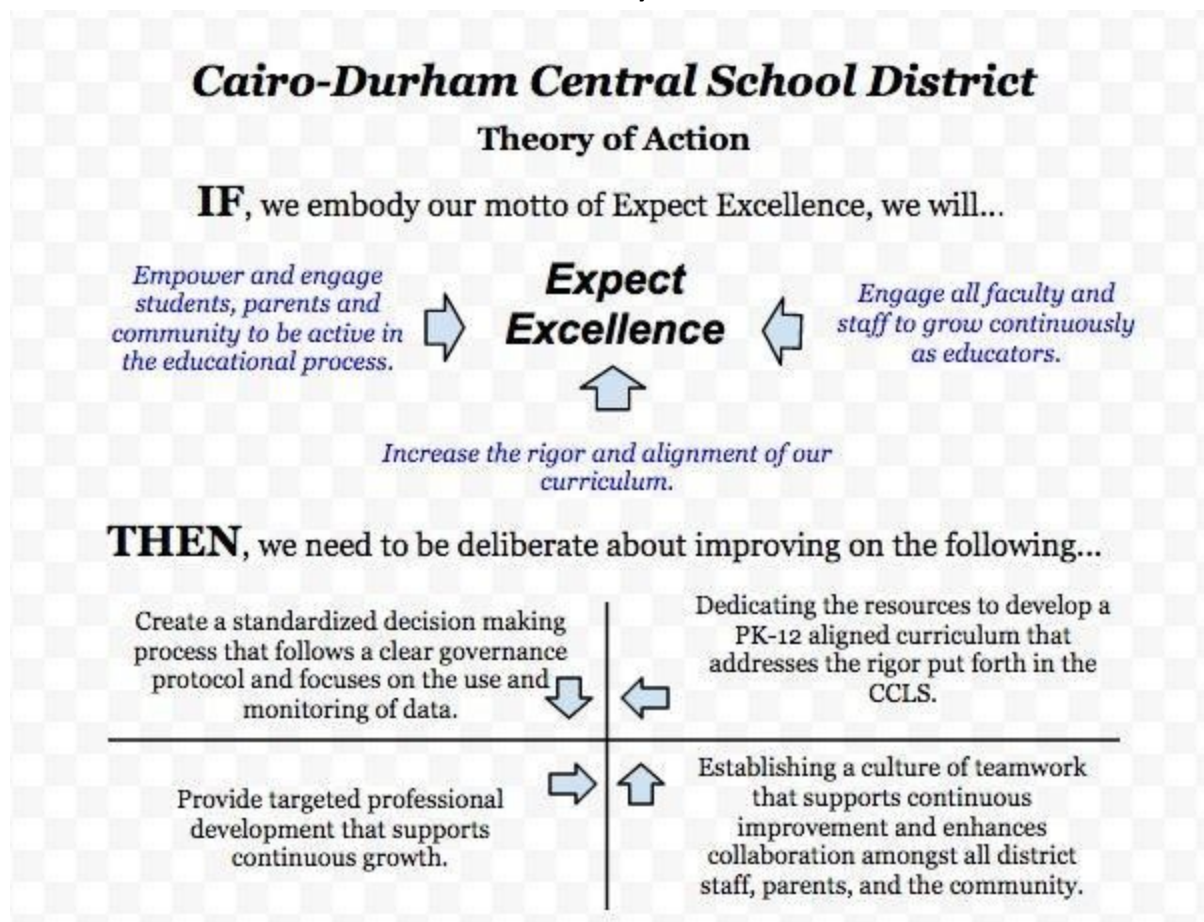 Cairo-Durham Central School District
Theory of Action
IF, we embody our motto of Expect Excellence, we will...
Empower and engage
students, parents and
community to be active in
the educational process.
Expect
Excellence
Engage all faculty and
staff to grow continuously
as educators.
Increase the rigor and alignment of our
curriculum.
THEN, we need to be deliberate about improving on the following...
Create a standardized decision making
process that follows a clear governance
protocol and focuses on the use and
monitoring of data.
Dedicating the resources to develop a
PK-12 aligned curriculum that
addresses the rigor put forth in the
CCLS.
Provide targeted professional
development that supports
continuous growth.
Establishing a culture of teamwork
that supports continuous
improvement and enhances
collaboration amongst all district
staff, parents, and the community.